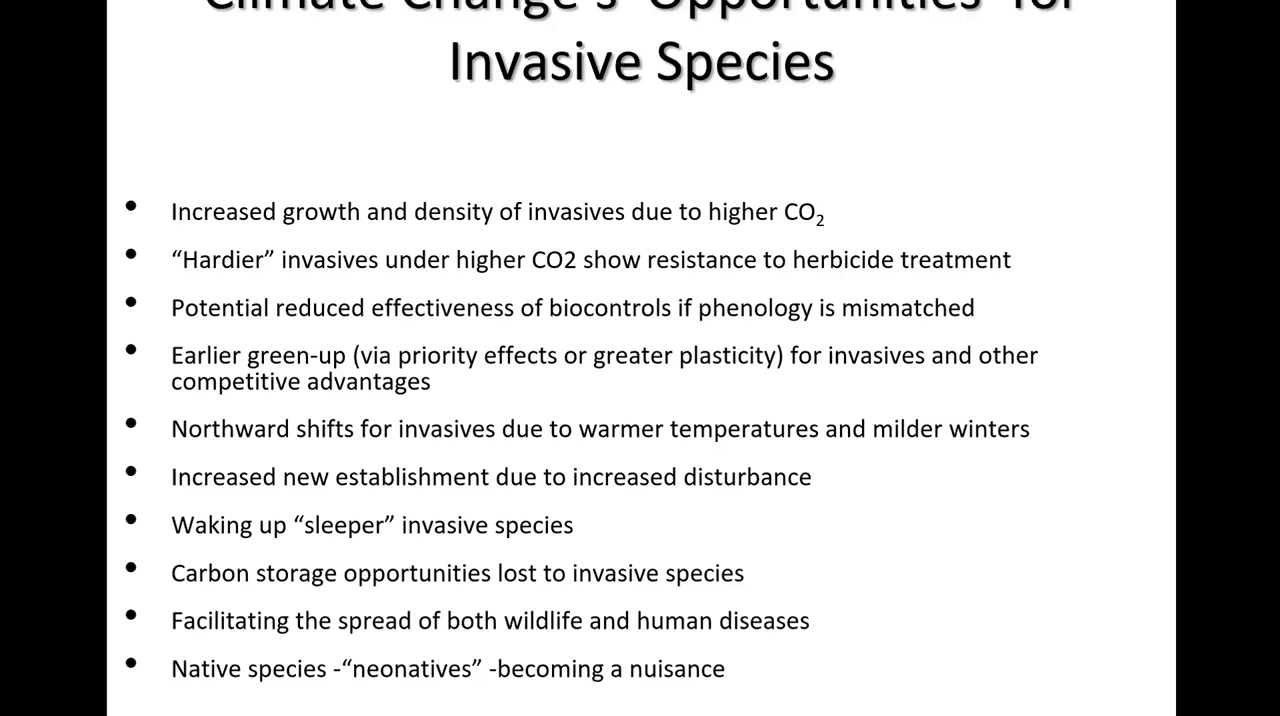 Climate Change's "Opportunities" for
Invasive Species
• Increased growth and density of invasives due to higher CO₂
• “Hardier” invasives under higher CO2 show resistance to herbicide treatment
• Potential reduced effectiveness of biocontrols if phenology is mismatched
• Earlier green-up (via priority effects or greater plasticity) for invasives and other
competitive advantages
• Northward shifts for invasives due to warmer temperatures and milder winters
• Increased new establishment due to increased disturbance
• Waking up “sleeper” invasive species
• Carbon storage opportunities lost to invasive species
• Facilitating the spread of both wildlife and human diseases
• Native species -“neonatives” -becoming a nuisance